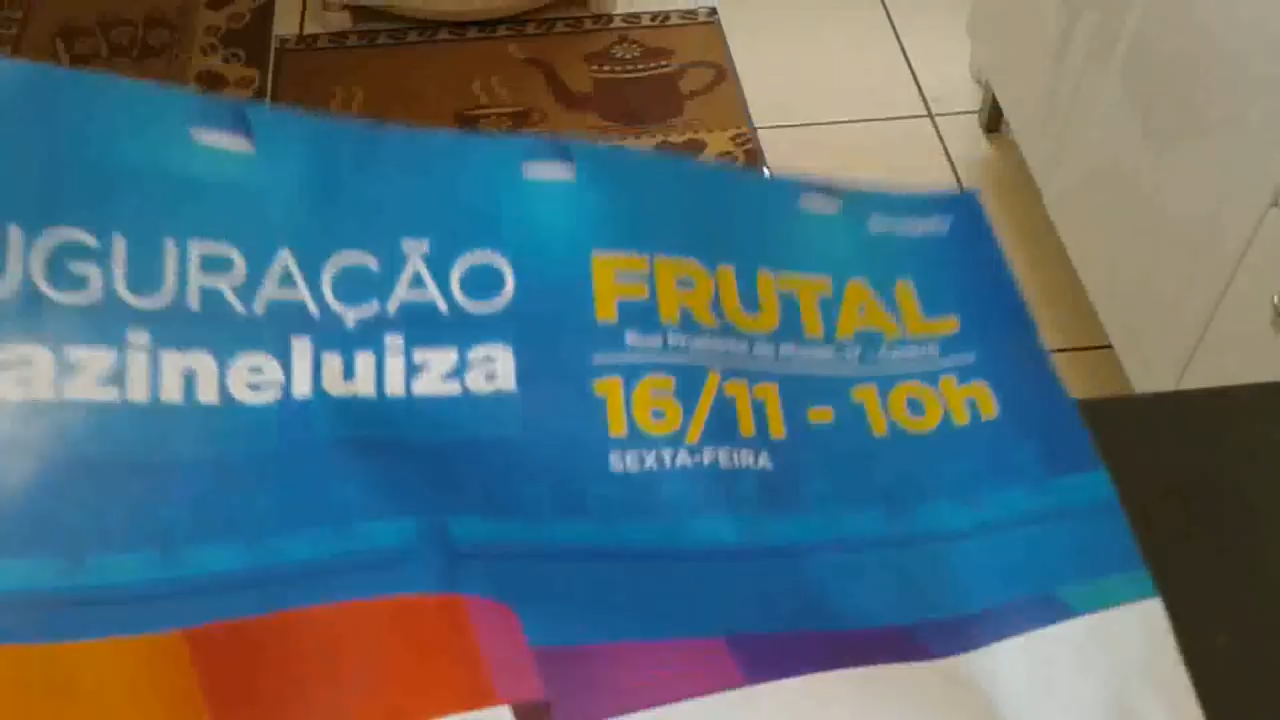 UGURAÇÃO
azineluiza
FRUTAL
16/11 - 10h
SEXTA-FEIRA